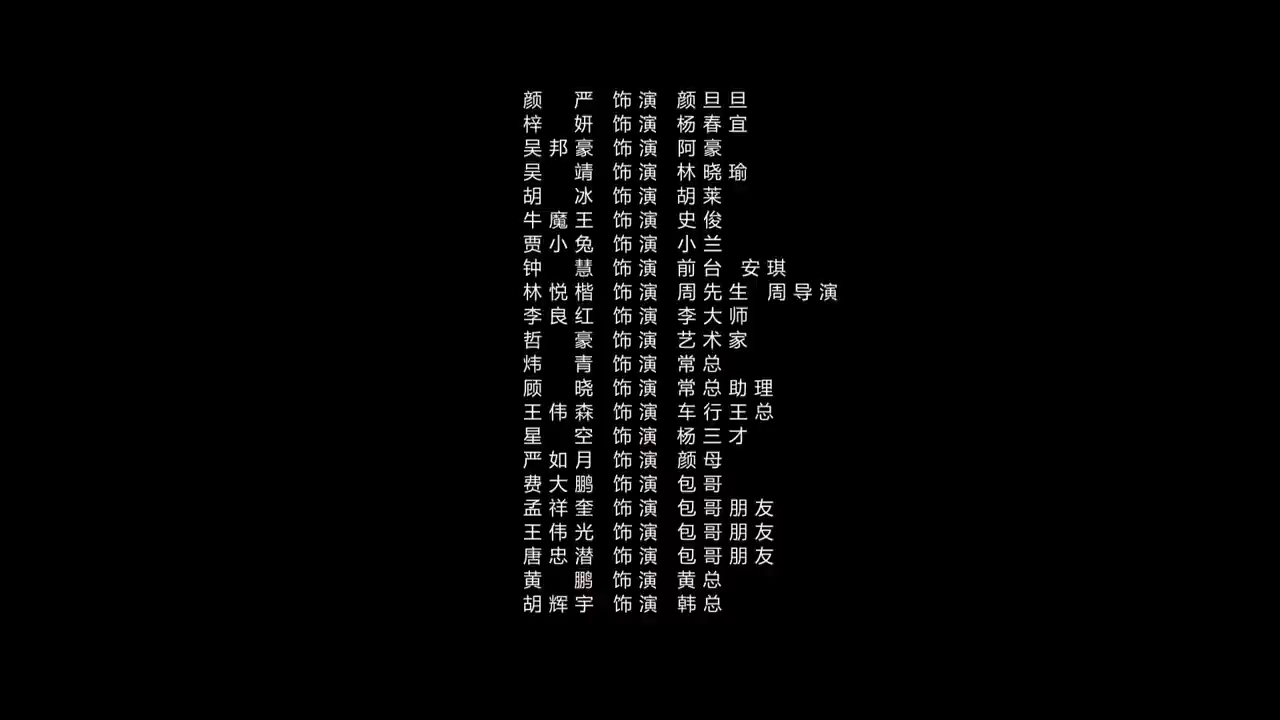 颜 严 饰演 颜旦旦
梓 妍 饰演 杨春宜
吴邦豪 饰演 阿豪
吴 靖 饰演 林晓瑜
胡 冰 饰演 胡莱
牛魔王 饰演 史俊
贾小兔 饰演 小兰
钟 慧 饰演 前台 安琪
林悦楷 饰演 周先生 周导演
李良红 饰演 李大师
哲 豪 饰演 艺术家
炜 青 饰演 常总
顾 晓 饰演 常总助理
王伟森 饰演 车行王总
星 空 饰演 杨三才
严如月 饰演 颜母
费大鹏 饰演 包哥
孟祥奎 饰演 包哥朋友
王伟光 饰演 包哥朋友
唐忠潜 饰演 包哥朋友
黄 鹏 饰演 黄总
胡辉宇 饰演 韩总